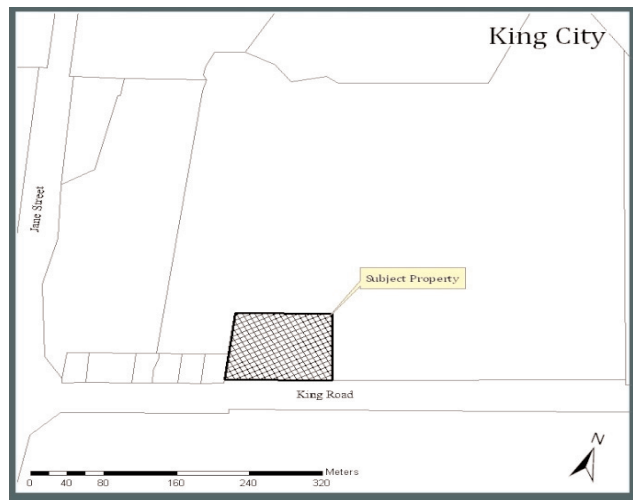 King City
Jane Street
Subject Property
King Road
N
Meters
0 40 80 160 240 320